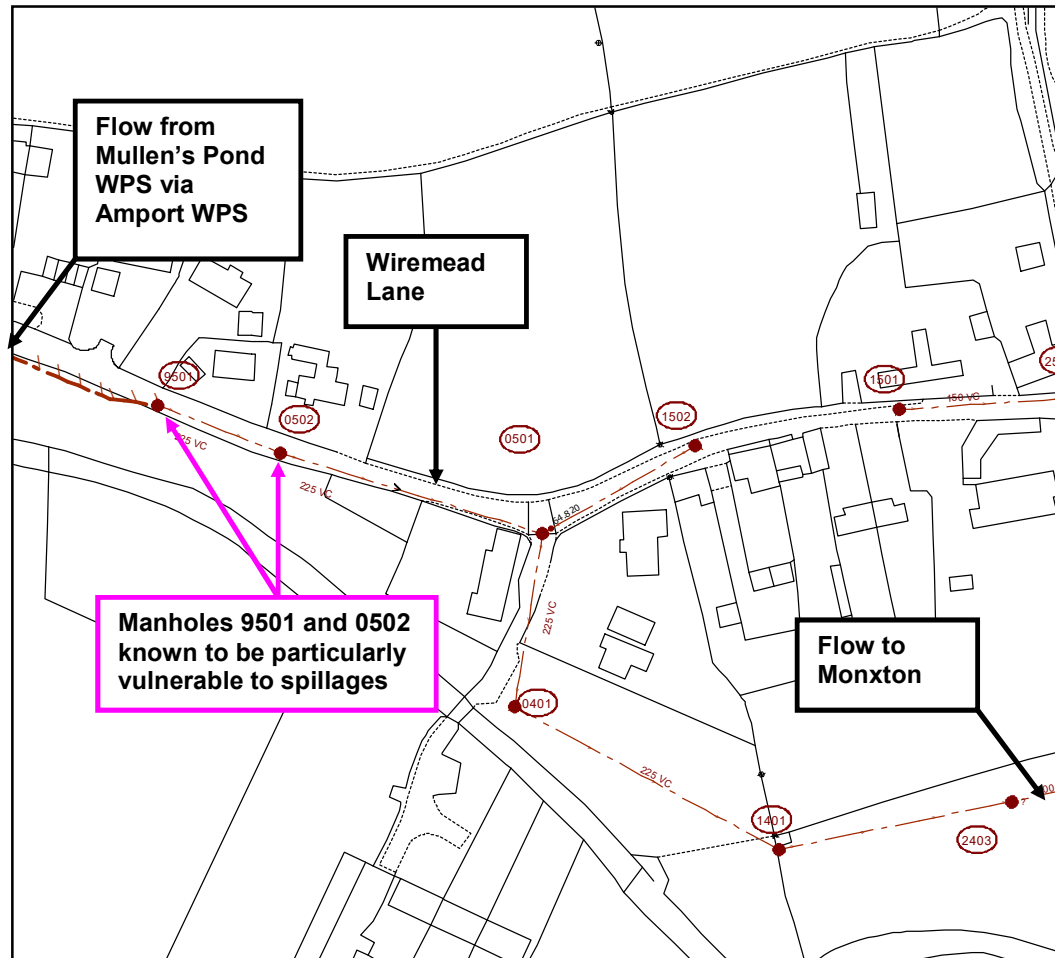 Flow from
Mullen's Pond
WPS via
Amport WPS
Wiremead
Lane
9501
0502
0501
1502
1501
150 VC
225 VC
225 VC
54.820
225 VC
Manholes 9501 and 0502
known to be particularly
vulnerable to spillages
Flow to
Monxton
0401
225 VC
1401
?
2403